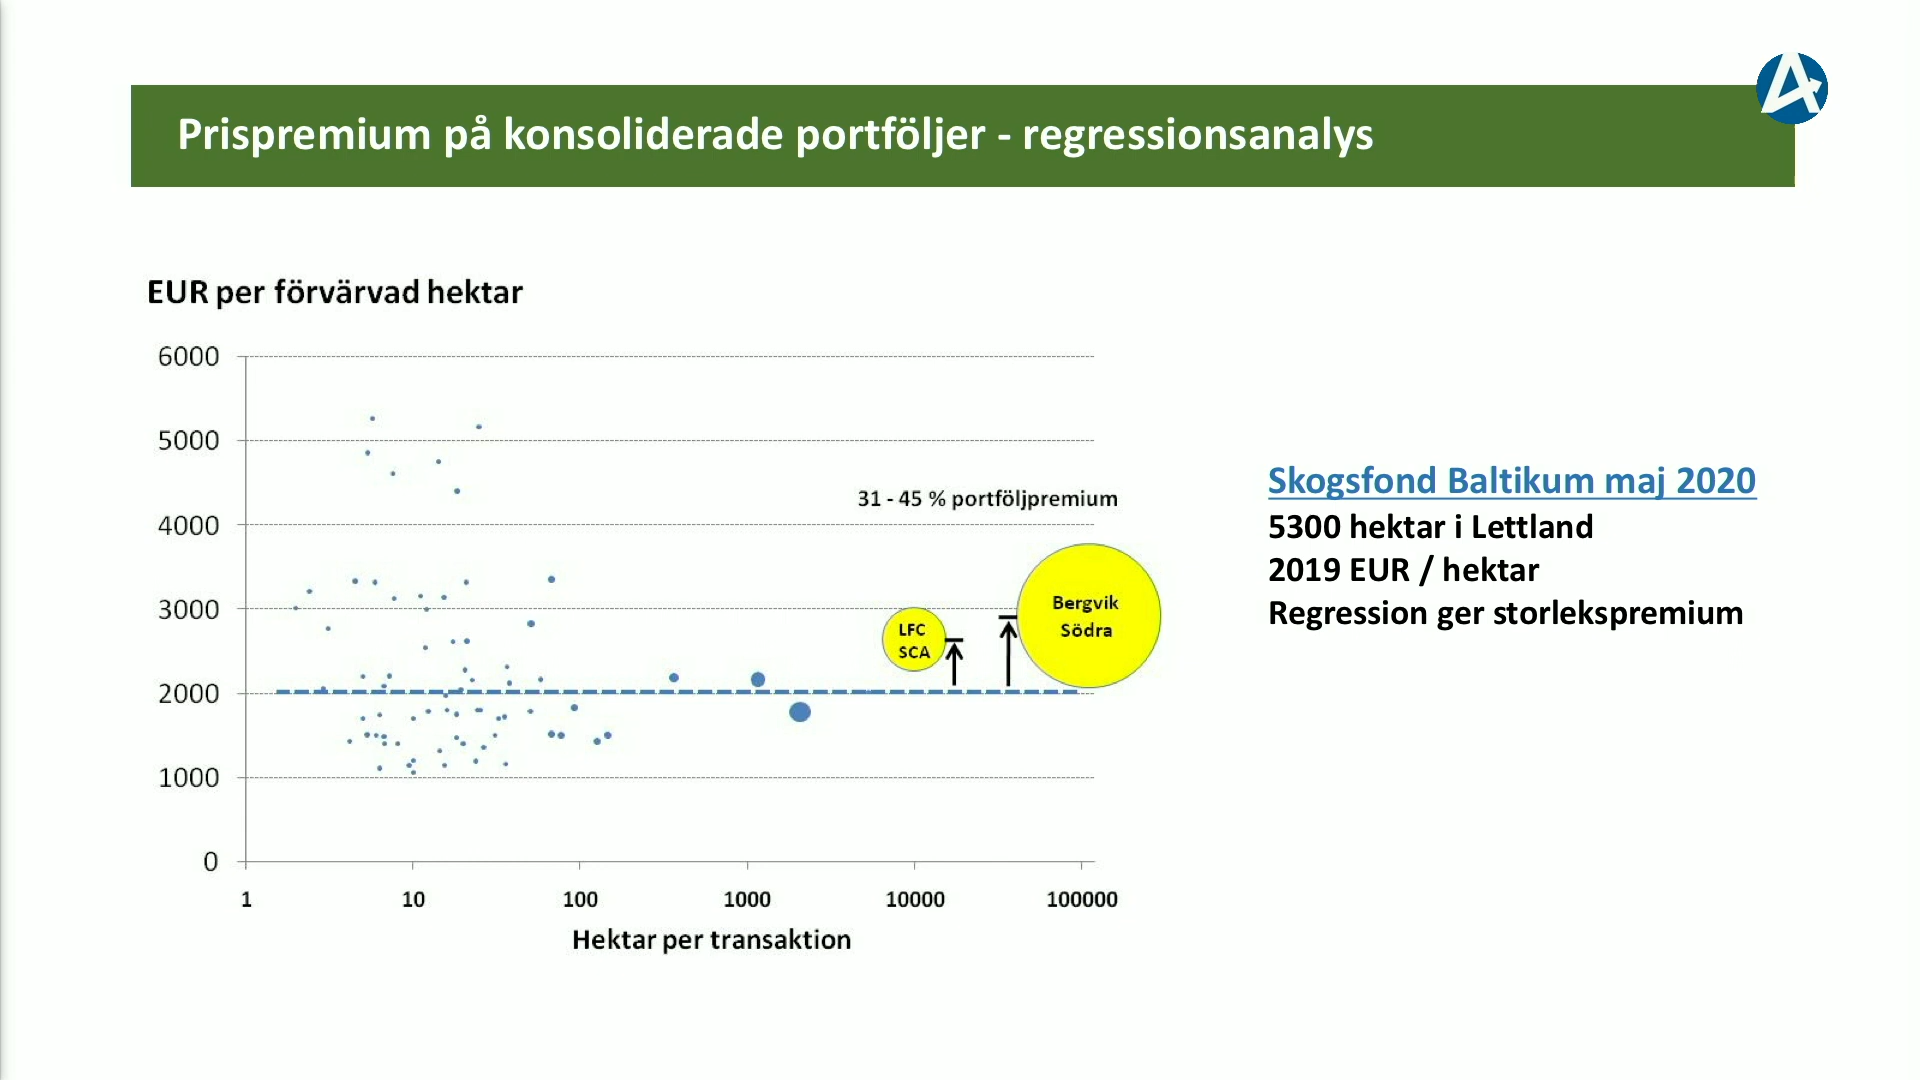 Prispremium på konsoliderade portföljer - regressionsanalys
EUR per förvärvad hektar
6000
5000
4000
3000
2000
1000
0
1
10
100
1000
10000
100000
Hektar per transaktion
31 - 45 % portföljpremium
LFC
SCA
Bergvik
Södra
Skogsfond Baltikum maj 2020
5300 hektar i Lettland
2019 EUR / hektar
Regression ger storlekspremium